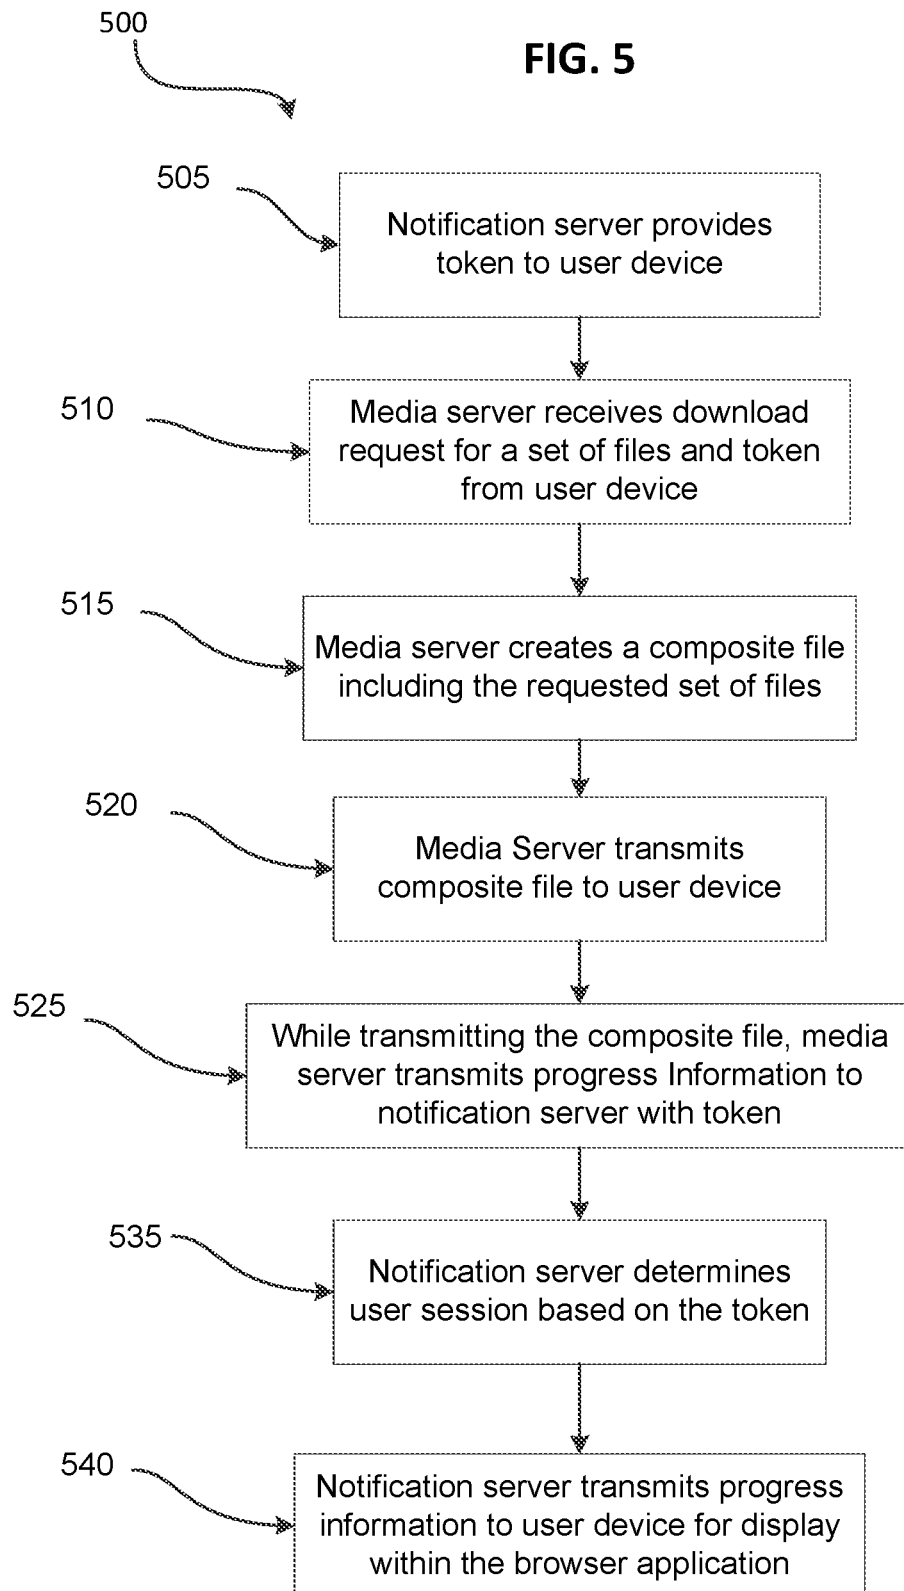 500
FIG. 5
505
Notification server provides
token to user device
510
Media server receives download
request for a set of files and token
from user device
515
Media server creates a composite file
including the requested set of files
520
Media Server transmits
composite file to user device
525
While transmitting the composite file, media
server transmits progress Information to
notification server with token
535
Notification server determines
user session based on the token
540
Notification server transmits progress
information to user device for display
within the browser application